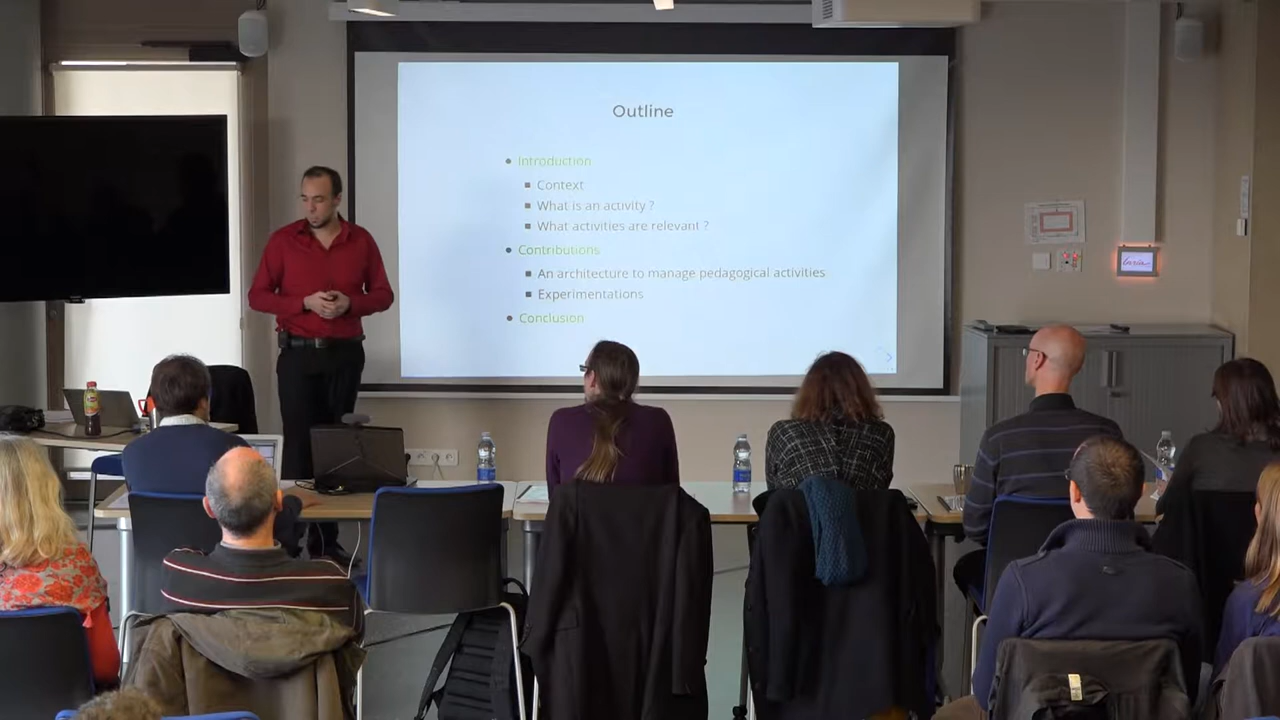 Outline
Introduction
Context
What is an activity ?
What activities are relevant ?
Contributions
An architecture to manage pedagogical activities
Experimentations
Conclusion